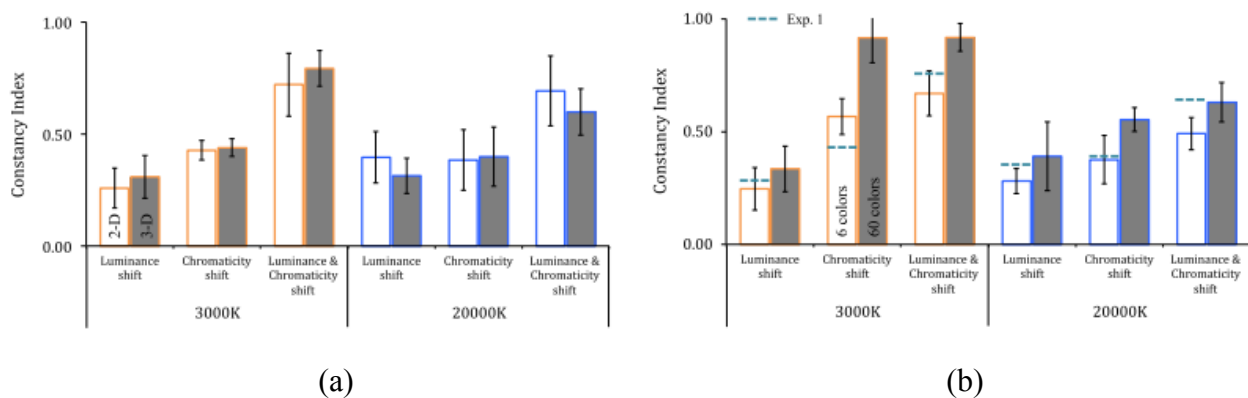 1.00
0.50
0.00
Constancy Index
2-D
3-D
Luminance
shift
Chromaticity
shift
Luminance &
Chromaticity
shift
Luminance
shift
Chromaticity
shift
Luminance &
Chromaticity
shift
3000K
20000K
(a)
Exp. 1
1.00
0.50
0.00
Constancy Index
6 colors
60 colors
Luminance
shift
Chromaticity
shift
Luminance &
Chromaticity
shift
Luminance
shift
Chromaticity
shift
Luminance &
Chromaticity
shift
3000K
20000K
(b)